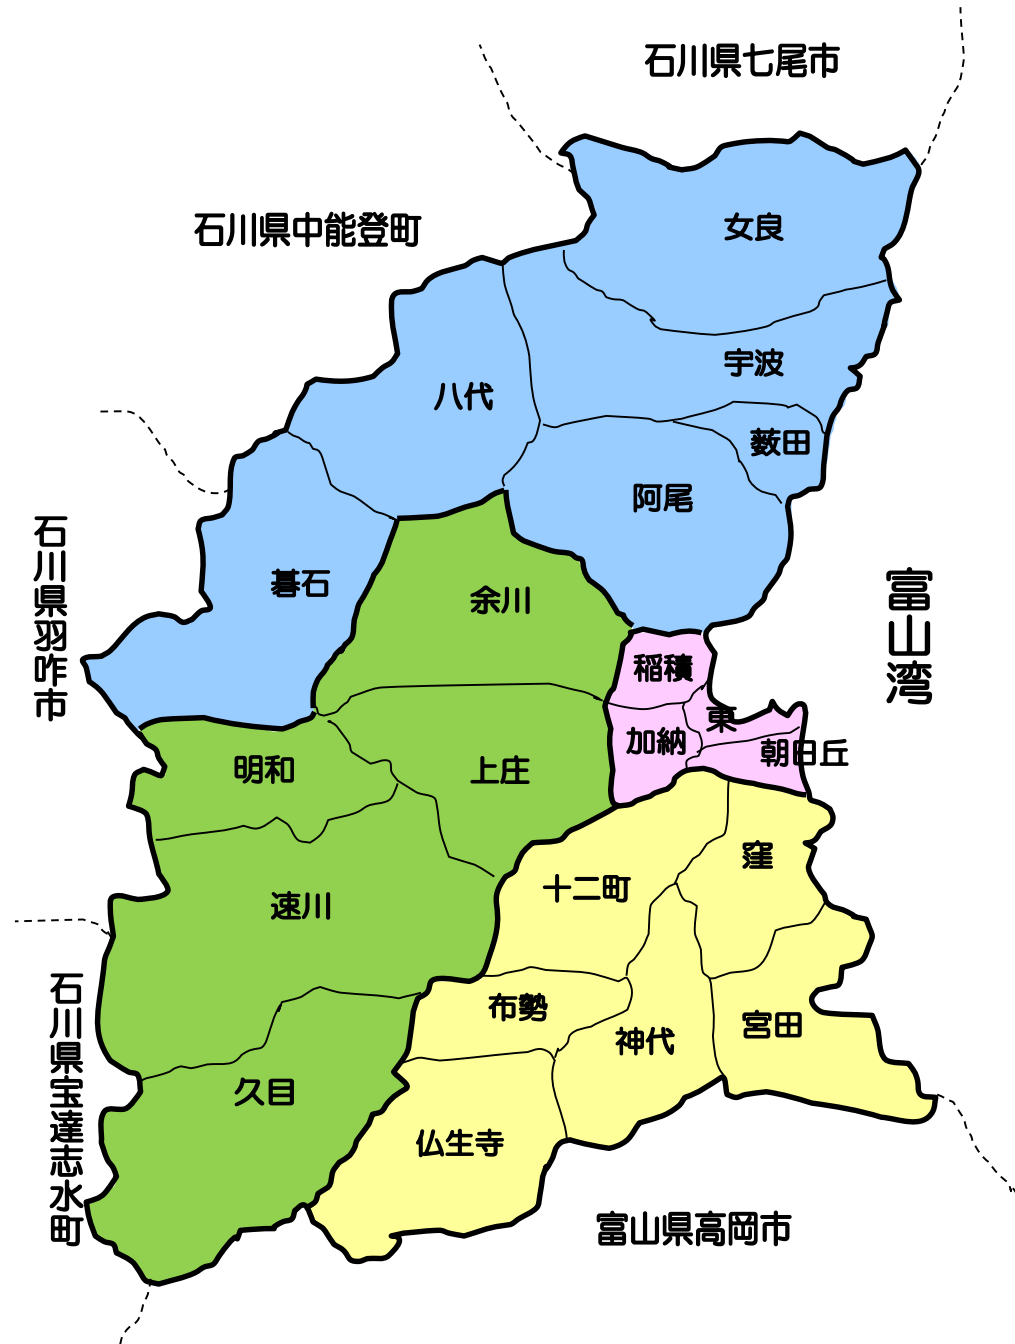 石川県七尾市
石川県中能登町
女良
宇波
八代
薮田
阿尾
碁石
石川県羽咋市
富山湾
余川
稲積
東
加納
朝日丘
明和
上庄
窪
十二町
速川
布勢
宮田
神代
石川県宝達志水町
久目
仏生寺
富山県高岡市